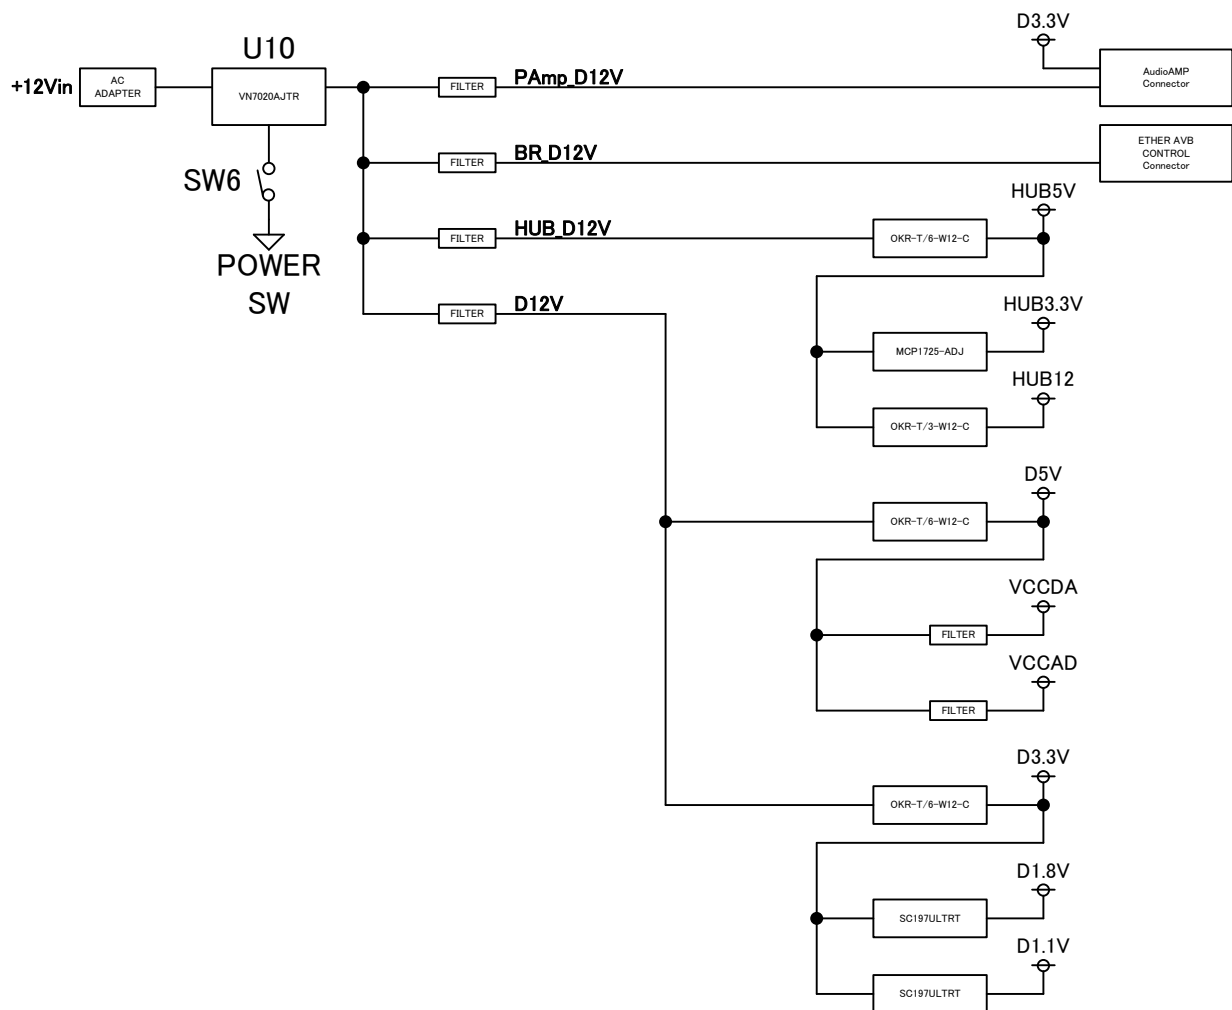 D3.3V
U10
+12Vin
AC
ADAPTER
VN7020AJTR
FILTER
PAmp_D12V
AudioAMP
Connector
FILTER
BR_D12V
ETHER AVB
CONTROL
Connector
SW6
POWER
SW
HUB5V
FILTER
HUB_D12V
OKR-T/6-W12-C
FILTER
D12V
HUB3.3V
MCP1725-ADJ
HUB12
OKR-T/3-W12-C
D5V
OKR-T/6-W12-C
VCCDA
FILTER
VCCAD
FILTER
D3.3V
OKR-T/6-W12-C
D1.8V
SC197ULTRT
D1.1V
SC197ULTRT